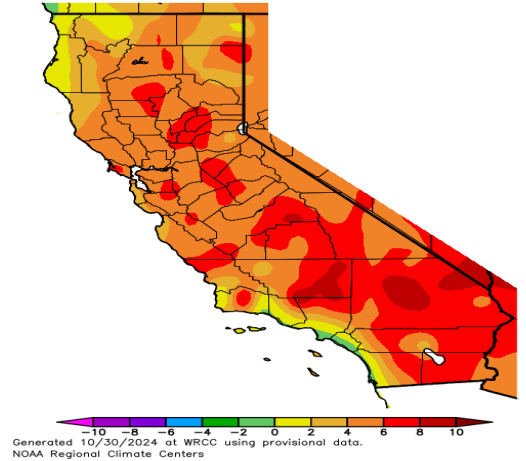 -10 -8 -6 -4 -2 0 2 4 6 8 10
Generated 10/30/2024 at WRCC using provisional data.
NOAA Regional Climate Centers